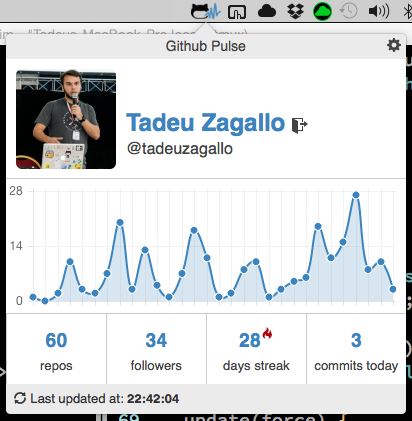 Github Pulse
Tadeu Zagallo
@tadeuzagallo
28
14
0
60
repos
34
followers
28
days streak
3
commits today
Last updated at: 22:42:04
69 update(force) {